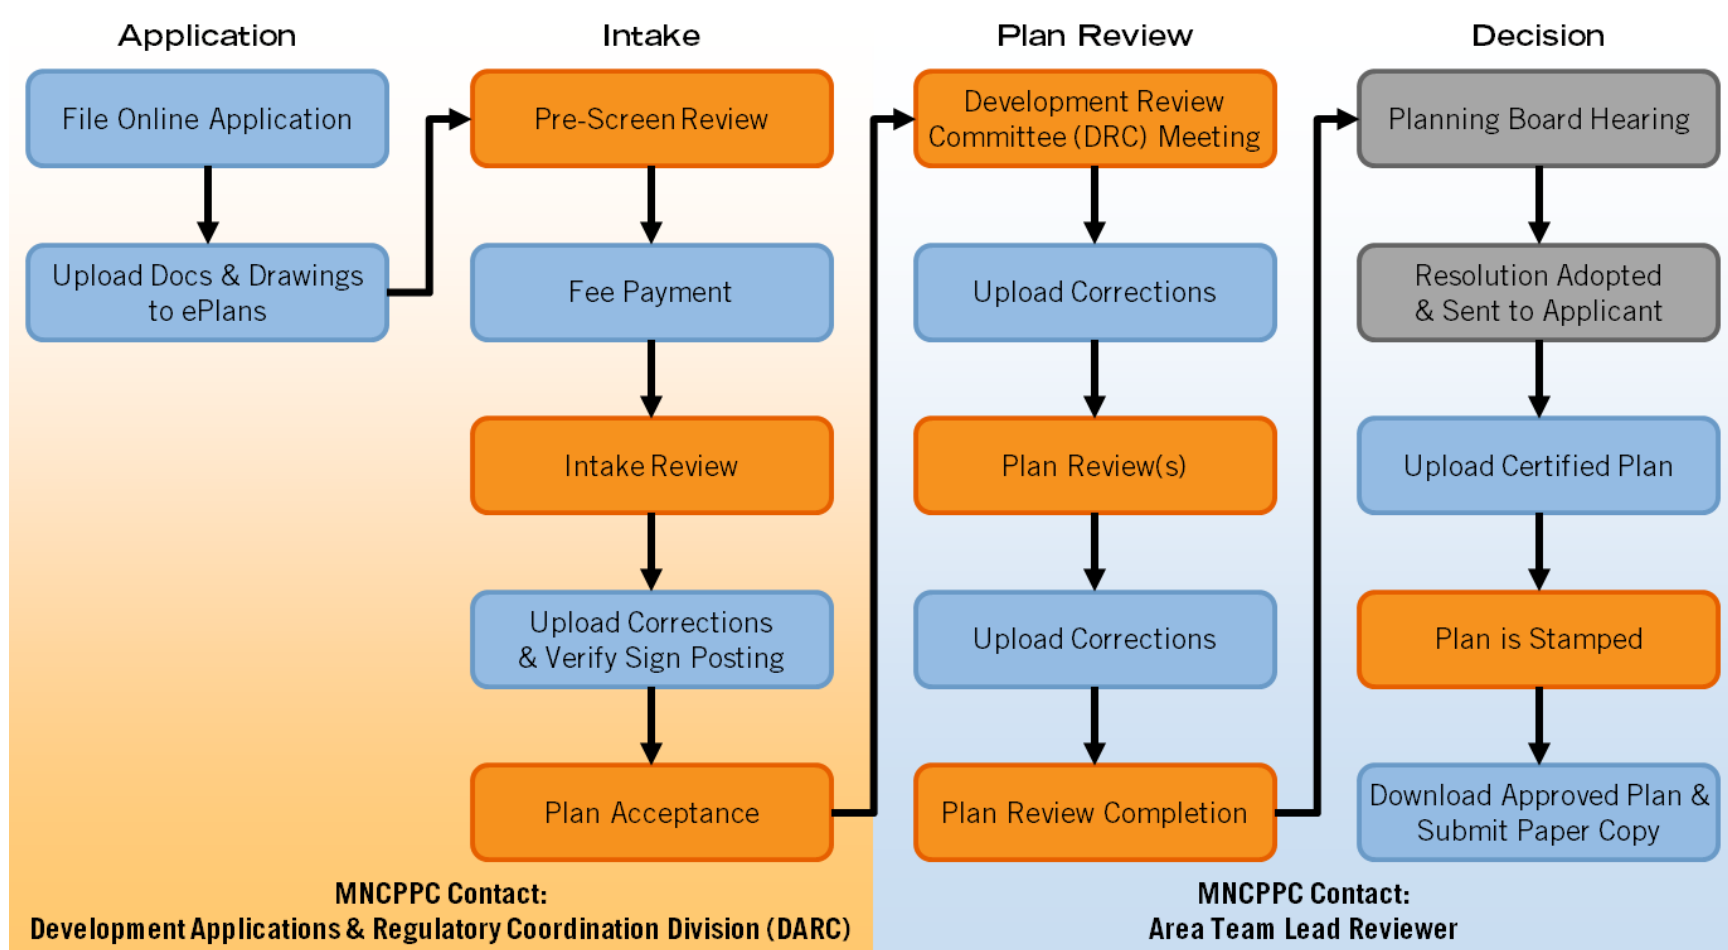 Application
File Online Application
Upload Docs & Drawings
to ePlans
Intake
Pre-Screen Review
Fee Payment
Intake Review
Upload Corrections
& Verify Sign Posting
Plan Acceptance
MNCPPC Contact:
Development Applications & Regulatory Coordination Division (DARC)
Plan Review
Development Review
Committee (DRC) Meeting
Upload Corrections
Plan Review(s)
Upload Corrections
Plan Review Completion
Decision
Planning Board Hearing
Resolution Adopted
& Sent to Applicant
Upload Certified Plan
Plan is Stamped
Download Approved Plan &
Submit Paper Copy
MNCPPC Contact:
Area Team Lead Reviewer